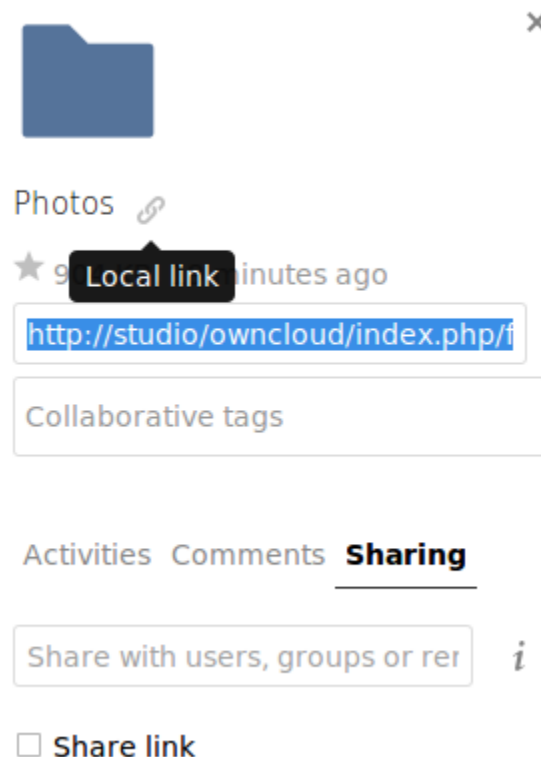 Photos
Local link
minutes ago
http://studio/owncloud/index.php/f
Collaborative tags
Activities Comments Sharing
Share with users, groups or rer
i
Share link